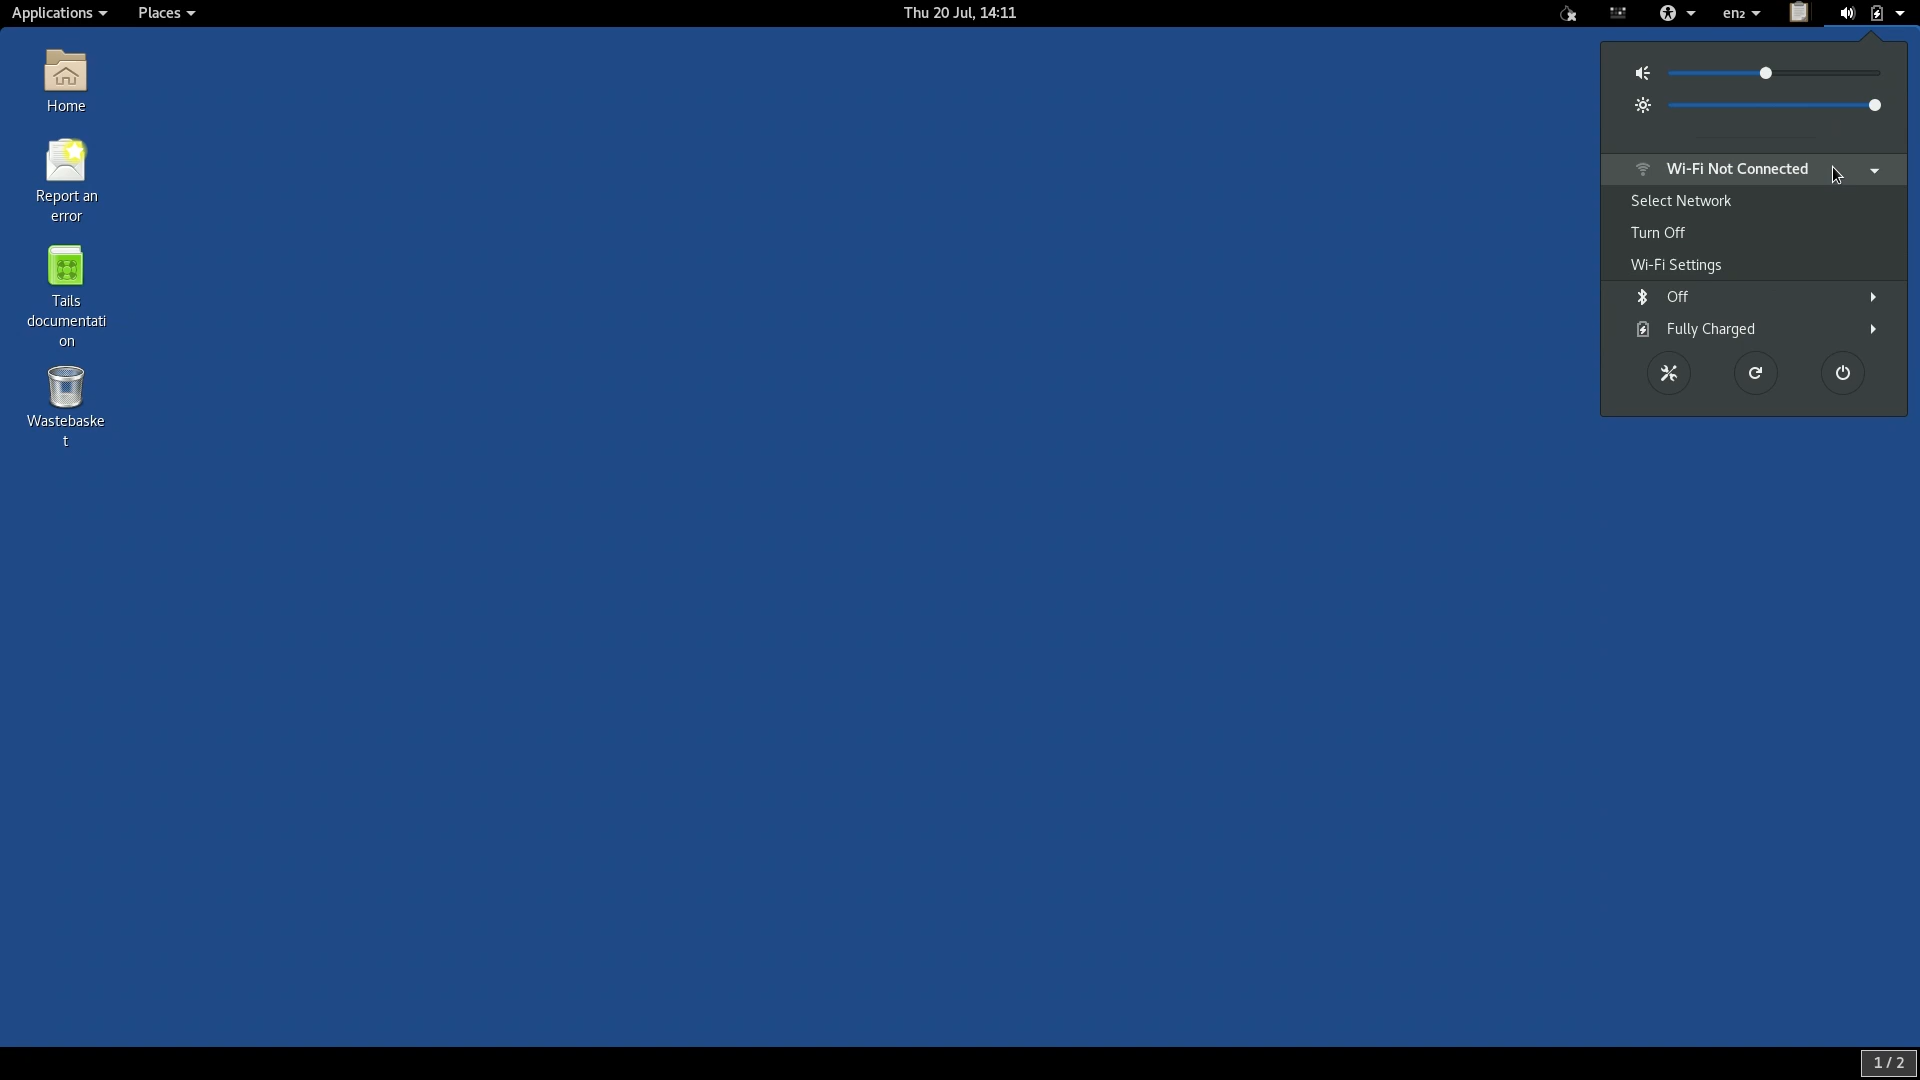 Applications Places Thu 20 Jul, 14:11 en₂
Home
Report an
error
Tails
documentati
on
Wastebaske
t
Wi-Fi Not Connected
Select Network
Turn Off
Wi-Fi Settings
Off
Fully Charged
1 / 2